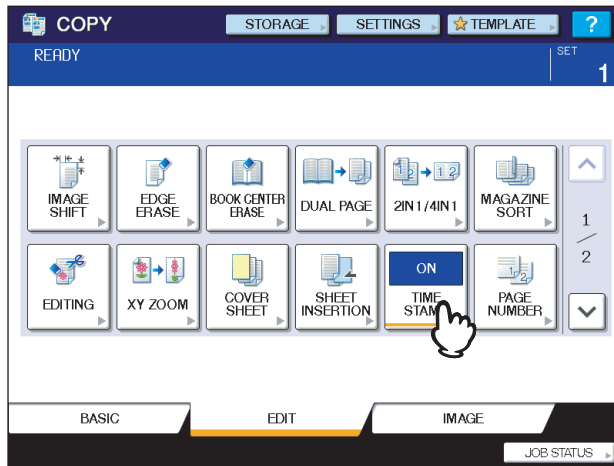 COPY
STORAGE
SETTINGS
TEMPLATE
?
READY
SET
1
IMAGE
SHIFT
EDGE
ERASE
BOOK CENTER
ERASE
DUAL PAGE
2IN1/4IN1
MAGAZINE
SORT
1
2
EDITING
XY ZOOM
COVER
SHEET
SHEET
INSERTION
ON
TIME
STAM
PAGE
NUMBER
BASIC
EDIT
IMAGE
JOB STATUS